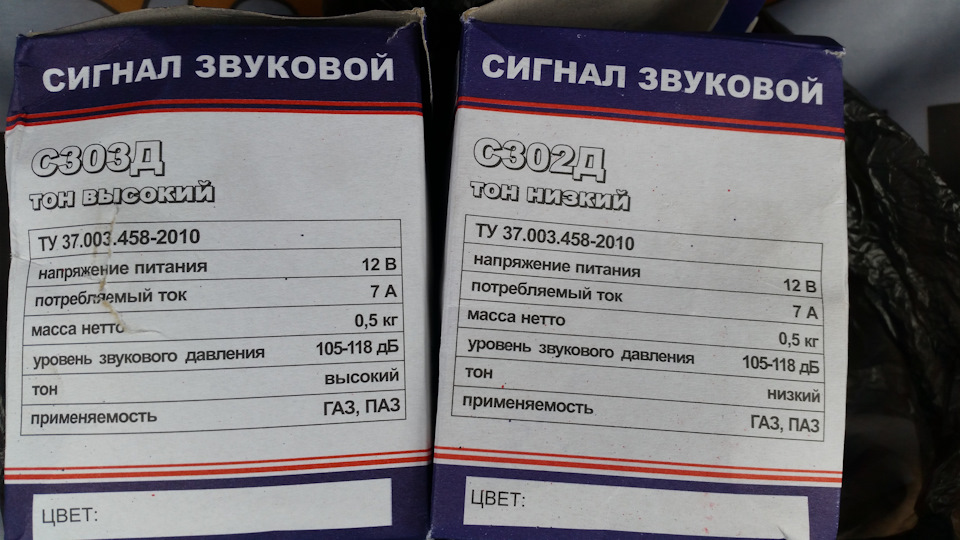 СИГНАЛ ЗВУКОВОЙ
С303Д
ТОН ВЫСОКИЙ
ТУ 37.003.458-2010
напряжение питания 12 В
потребляемый ток 7 А
масса нетто 0,5 кг
уровень звукового давления 105-118 дБ
тон высокий
применяемость ГАЗ, ПАЗ
ЦВЕТ:
СИГНАЛ ЗВУКОВОЙ
С302Д
ТОН НИЗКИЙ
ТУ 37.003.458-2010
напряжение питания 12 В
потребляемый ток 7 А
масса нетто 0,5 кг
уровень звукового давления 105-118 дБ
тон низкий
применяемость ГАЗ, ПАЗ
ЦВЕТ: